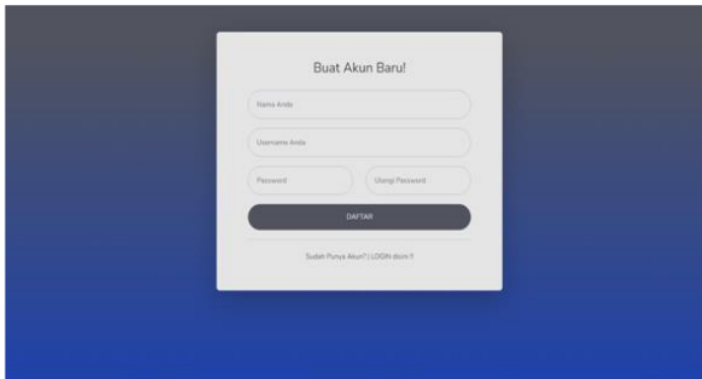 Buat Akun Baru!
Nama Anda
Username Anda
Password
Ulangi Password
DAFTAR
Sudah Punya Akun? | LOGIN disini !!